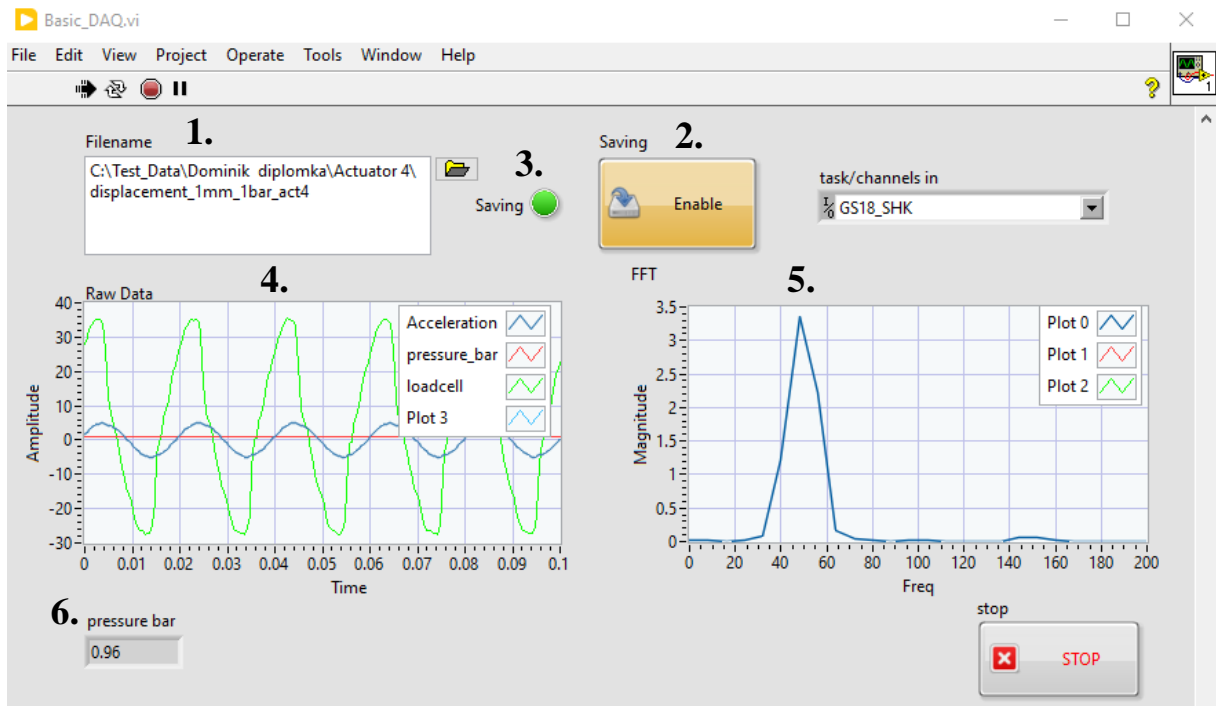 Basic_DAQ.vi
File Edit View Project Operate Tools Window Help
1
1.
Filename
C:\Test_Data\Dominik diplomka\Actuator 4\
displacement_1mm_1bar_act4
3.
Saving
Saving
2.
Enable
task/channels in
I/0 GS18_SHK
4.
Raw Data
Amplitude
40
30
20
10
0
-10
-20
-30
0 0.01 0.02 0.03 0.04 0.05 0.06 0.07 0.08 0.09 0.1
Time
Acceleration
pressure_bar
loadcell
Plot 3
FFT
5.
Magnitude
3.5
3
2.5
2
1.5
1
0.5
0
0 20 40 60 80 100 120 140 160 180 200
Freq
Plot 0
Plot 1
Plot 2
6.
pressure bar
0.96
stop
STOP